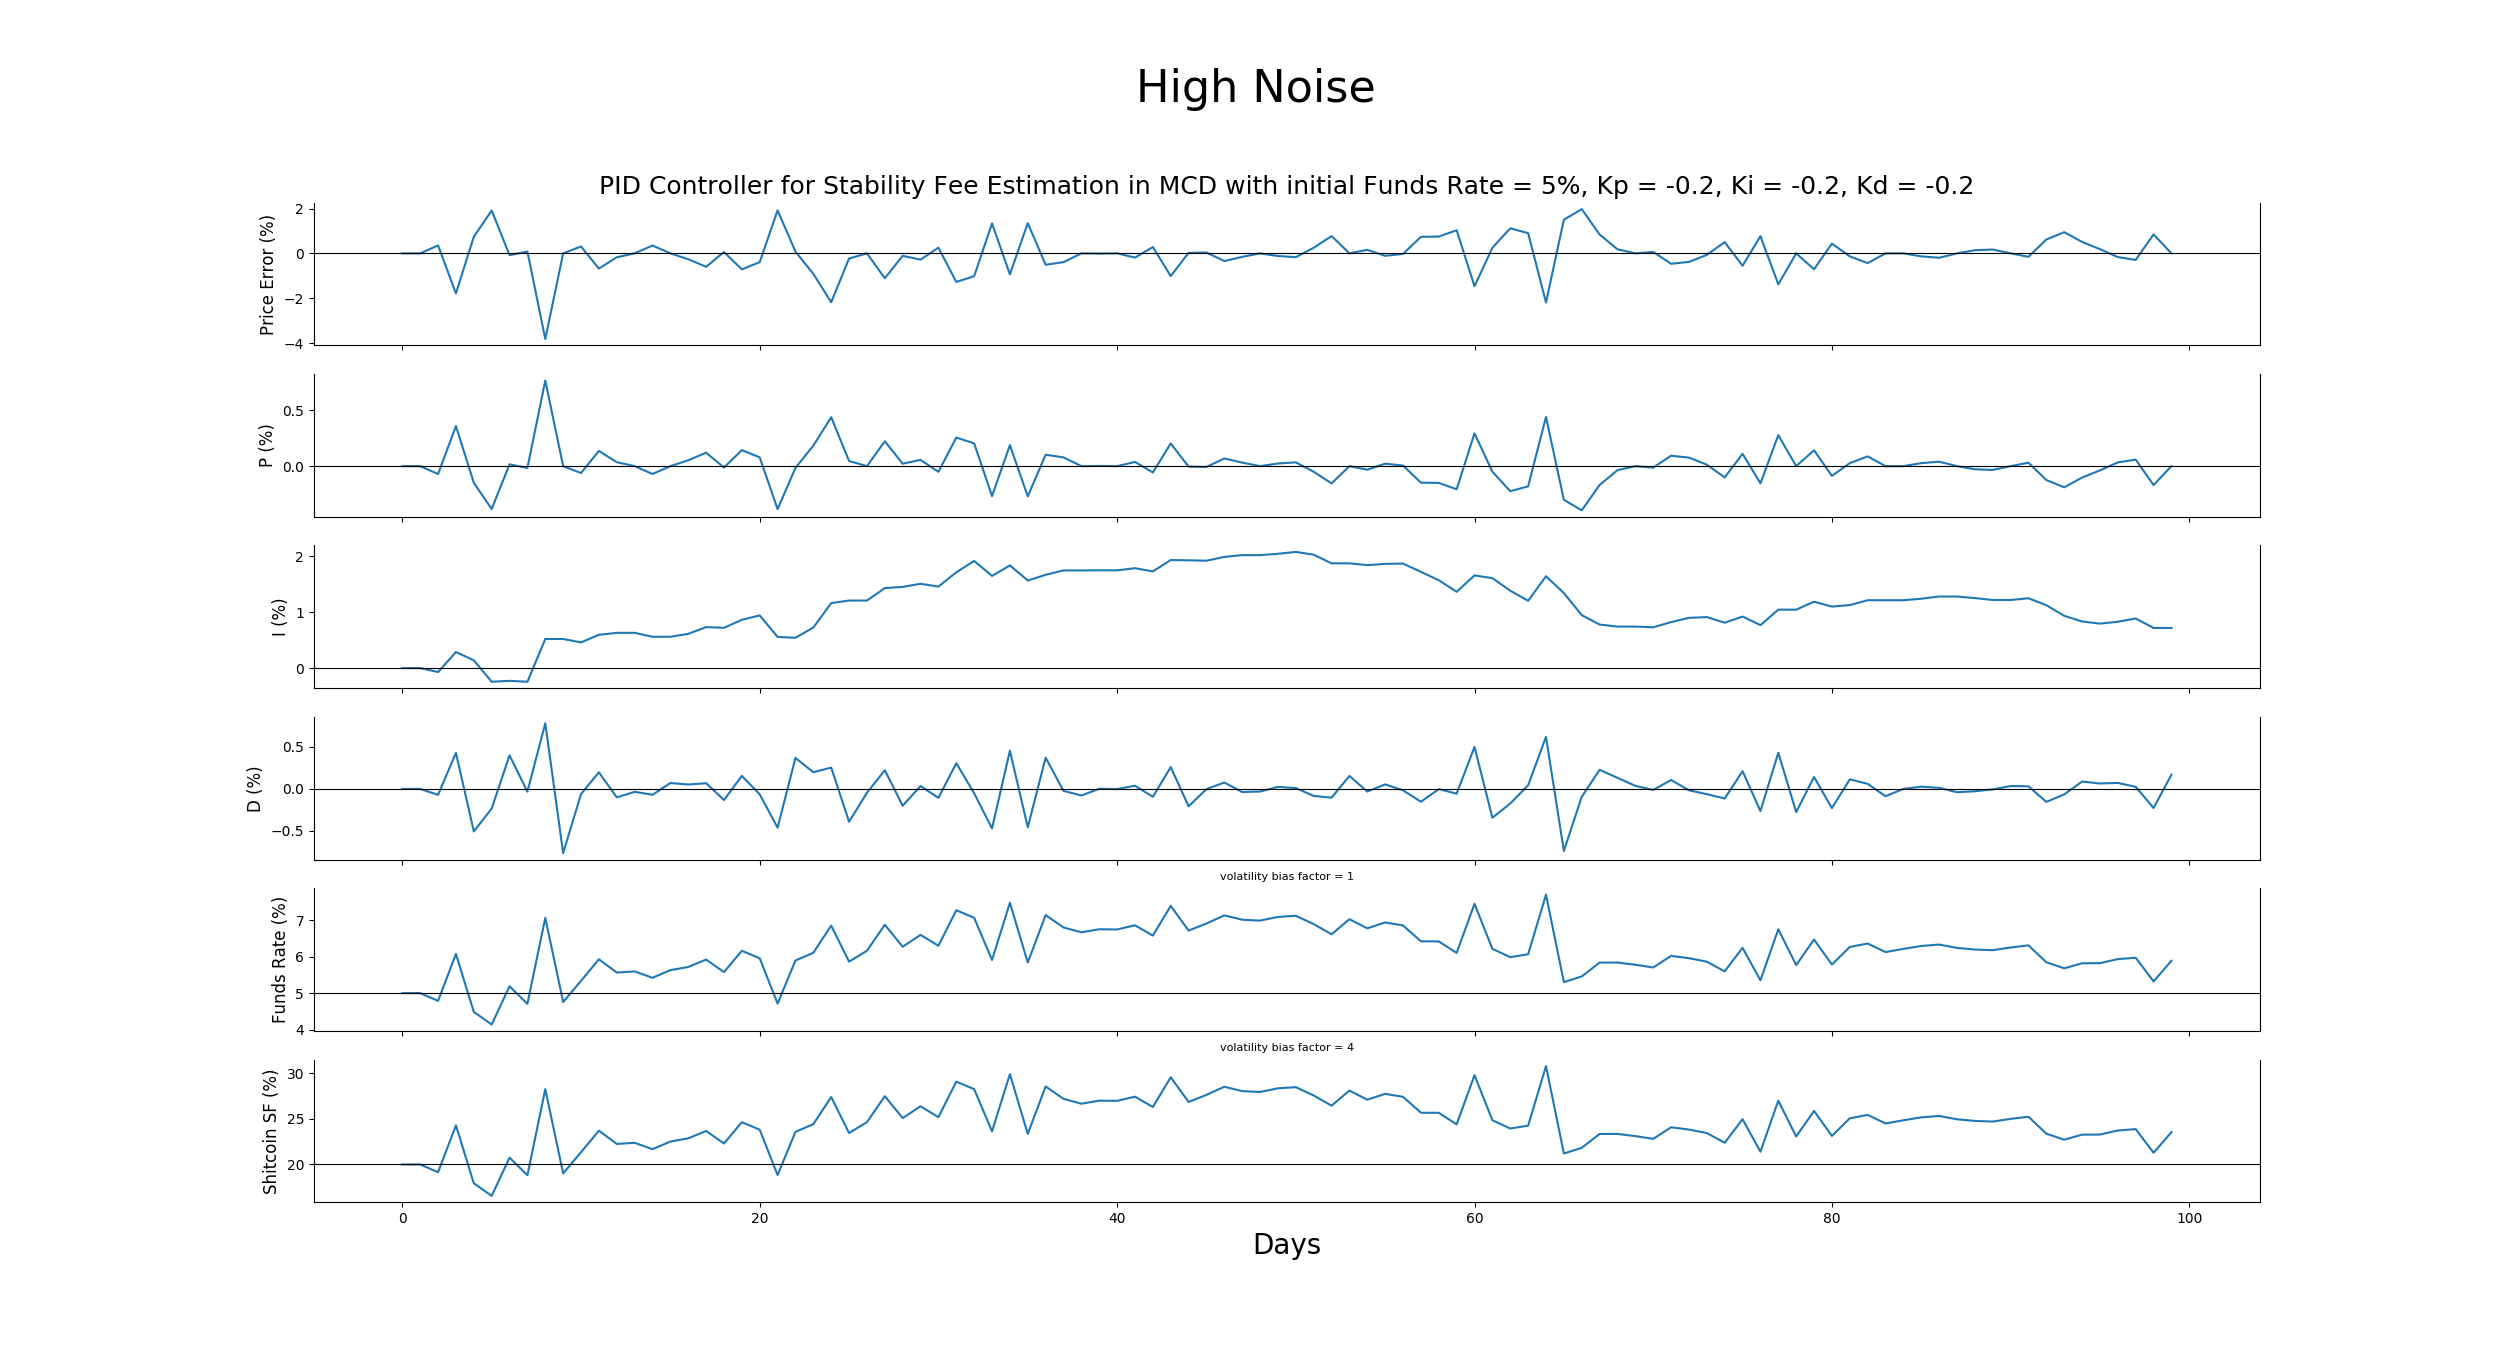 High Noise
PID Controller for Stability Fee Estimation in MCD with initial Funds Rate = 5%, Kp = -0.2, Ki = -0.2, Kd = -0.2
Price Error (%)
2
0
−2
−4
P (%)
0.5
0.0
I (%)
2
1
0
D (%)
0.5
0.0
−0.5
volatility bias factor = 1
Funds Rate (%)
7
6
5
4
volatility bias factor = 4
Shitcoin SF (%)
30
25
20
0 20 40 60 80 100
Days